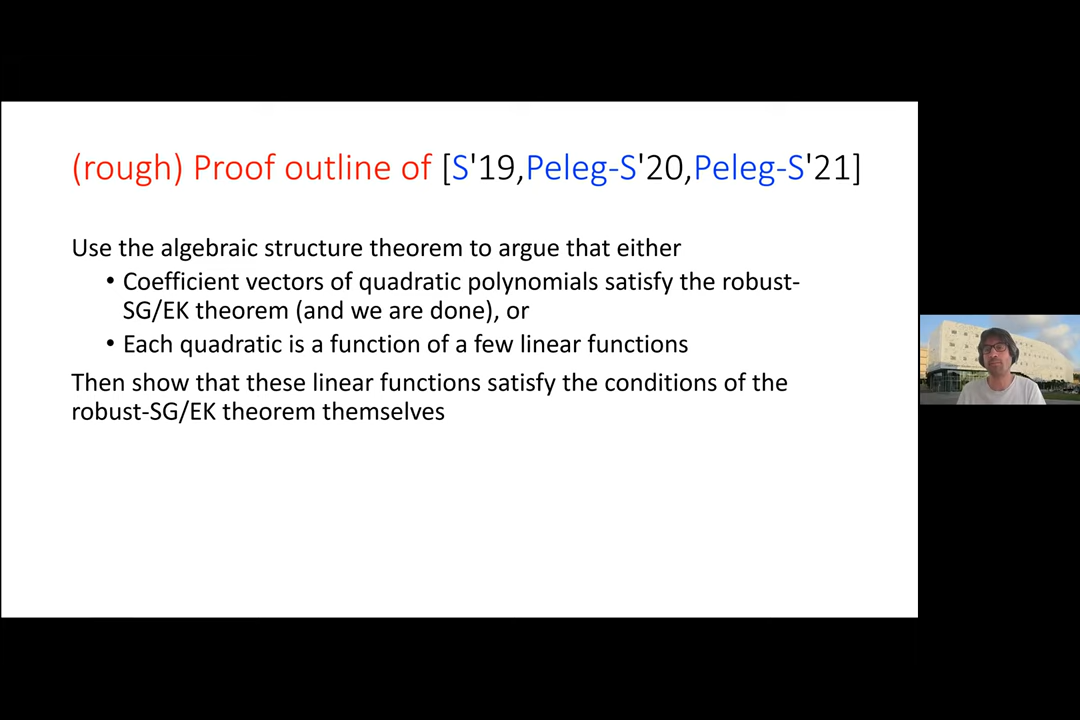 (rough) Proof outline of [S'19,Peleg-S'20,Peleg-S'21]
Use the algebraic structure theorem to argue that either
• Coefficient vectors of quadratic polynomials satisfy the robust-
SG/EK theorem (and we are done), or
• Each quadratic is a function of a few linear functions
Then show that these linear functions satisfy the conditions of the
robust-SG/EK theorem themselves